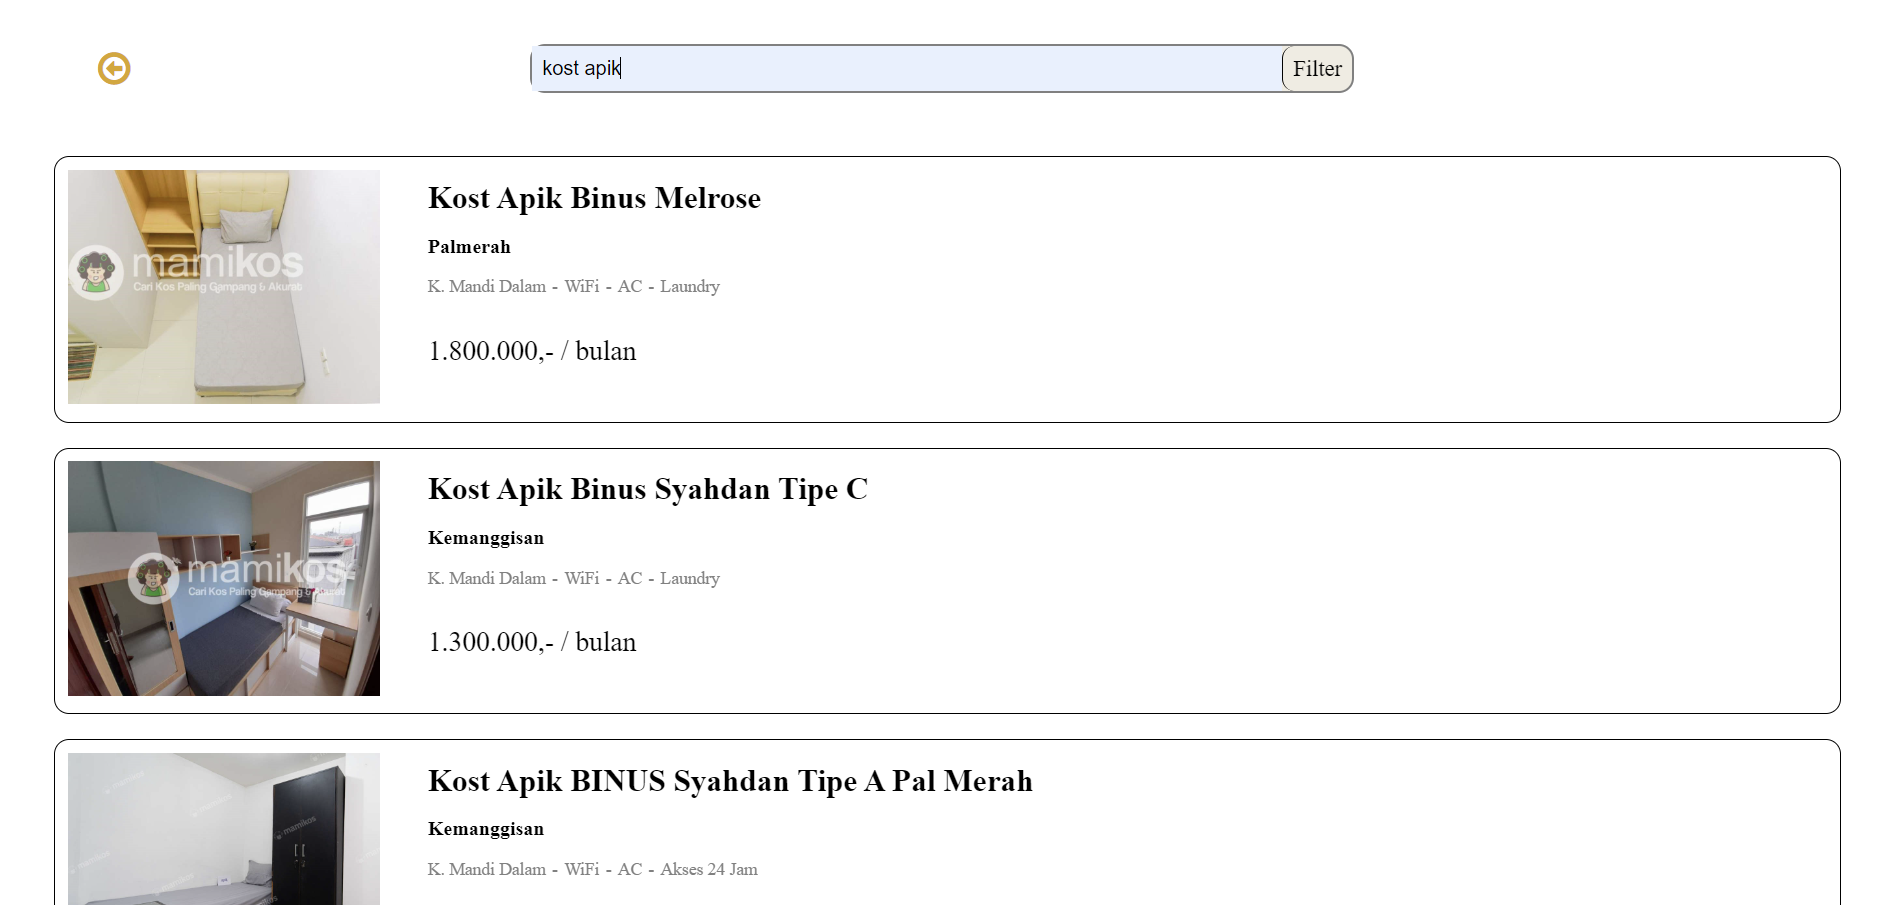 kost apik
Filter
Kost Apik Binus Melrose
Palmerah
K. Mandi Dalam - WiFi - AC - Laundry
1.800.000,- / bulan
mamikos
Cari Kos Paling Gampang & Akurat
Kost Apik Binus Syahdan Tipe C
Kemanggisan
K. Mandi Dalam - WiFi - AC - Laundry
1.300.000,- / bulan
mamikos
Cari Kos Paling Gampang & Akurat
Kost Apik BINUS Syahdan Tipe A Pal Merah
Kemanggisan
K. Mandi Dalam - WiFi - AC - Akses 24 Jam
mamikos